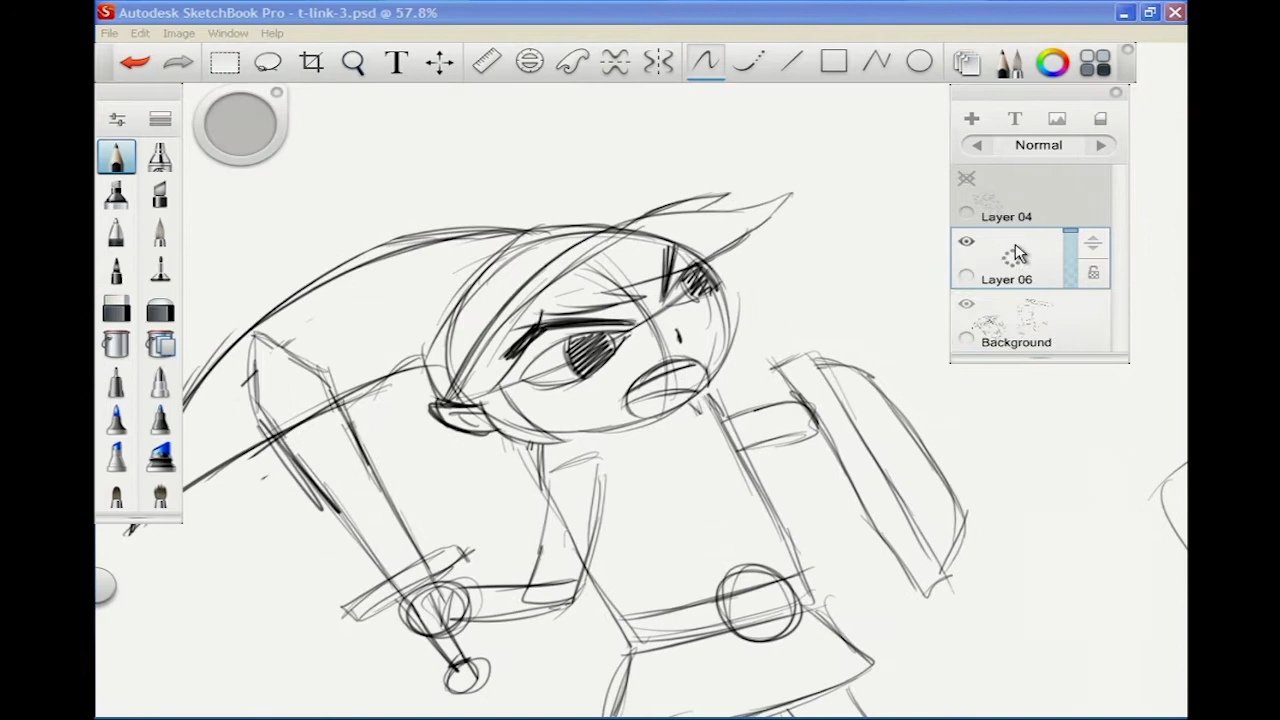 Autodesk SketchBook Pro - t-link-3.psd @ 57.8%
File Edit Image Window Help
T
T
Normal
Layer 04
Layer 06
Background